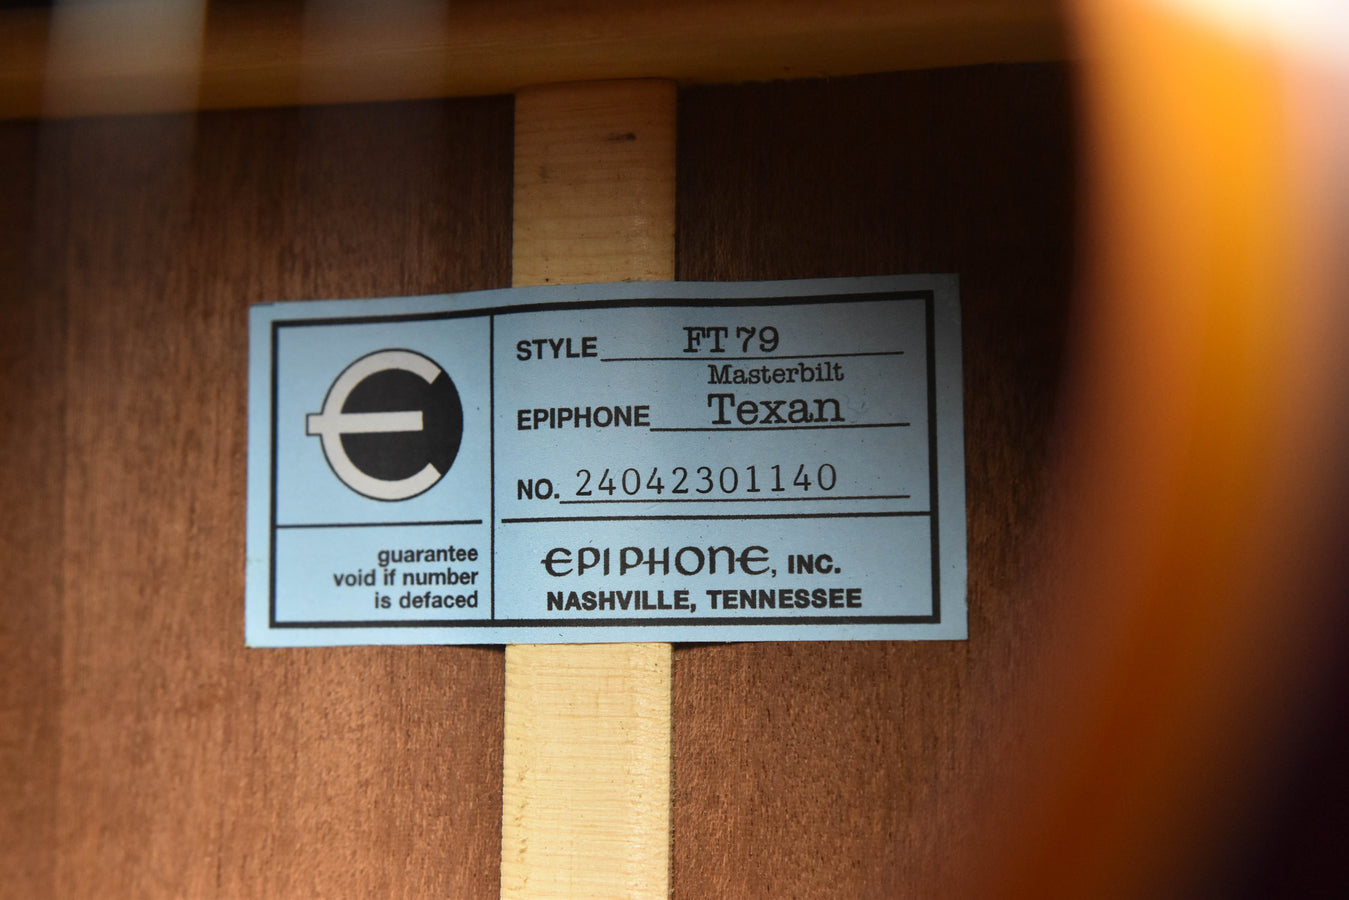 STYLE FT 79
Masterbilt
EPIPHONE Texan
NO. 24042301140
guarantee
void if number
is defaced
EPIPHONE, INC.
NASHVILLE, TENNESSEE